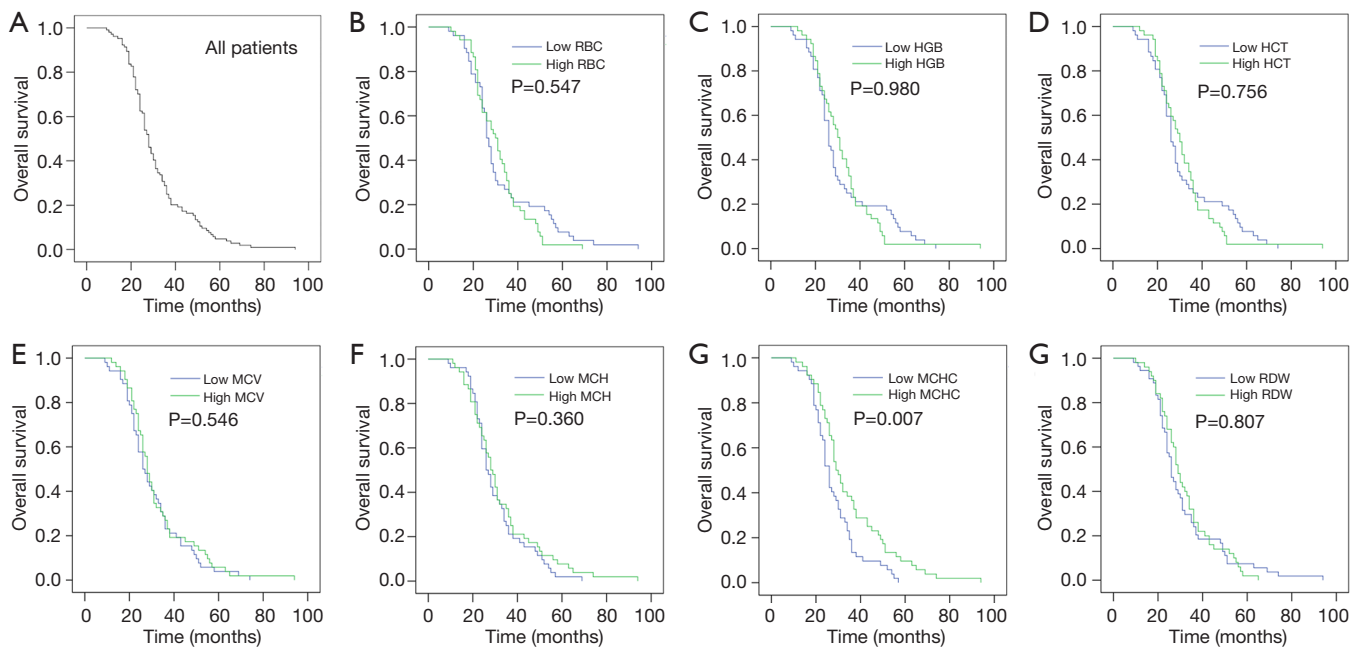 A
All patients
Overall survival
1.0
0.8
0.6
0.4
0.2
0.0
0 20 40 60 80 100
Time (months)
B
Low RBC
High RBC
P=0.547
Overall survival
1.0
0.8
0.6
0.4
0.2
0.0
0 20 40 60 80 100
Time (months)
C
Low HGB
High HGB
P=0.980
Overall survival
1.0
0.8
0.6
0.4
0.2
0.0
0 20 40 60 80 100
Time (months)
D
Low HCT
High HCT
P=0.756
Overall survival
1.0
0.8
0.6
0.4
0.2
0.0
0 20 40 60 80 100
Time (months)
E
Low MCV
High MCV
P=0.546
Overall survival
1.0
0.8
0.6
0.4
0.2
0.0
0 20 40 60 80 100
Time (months)
F
Low MCH
High MCH
P=0.360
Overall survival
1.0
0.8
0.6
0.4
0.2
0.0
0 20 40 60 80 100
Time (months)
G
Low MCHC
High MCHC
P=0.007
Overall survival
1.0
0.8
0.6
0.4
0.2
0.0
0 20 40 60 80 100
Time (months)
G
Low RDW
High RDW
P=0.807
Overall survival
1.0
0.8
0.6
0.4
0.2
0.0
0 20 40 60 80 100
Time (months)